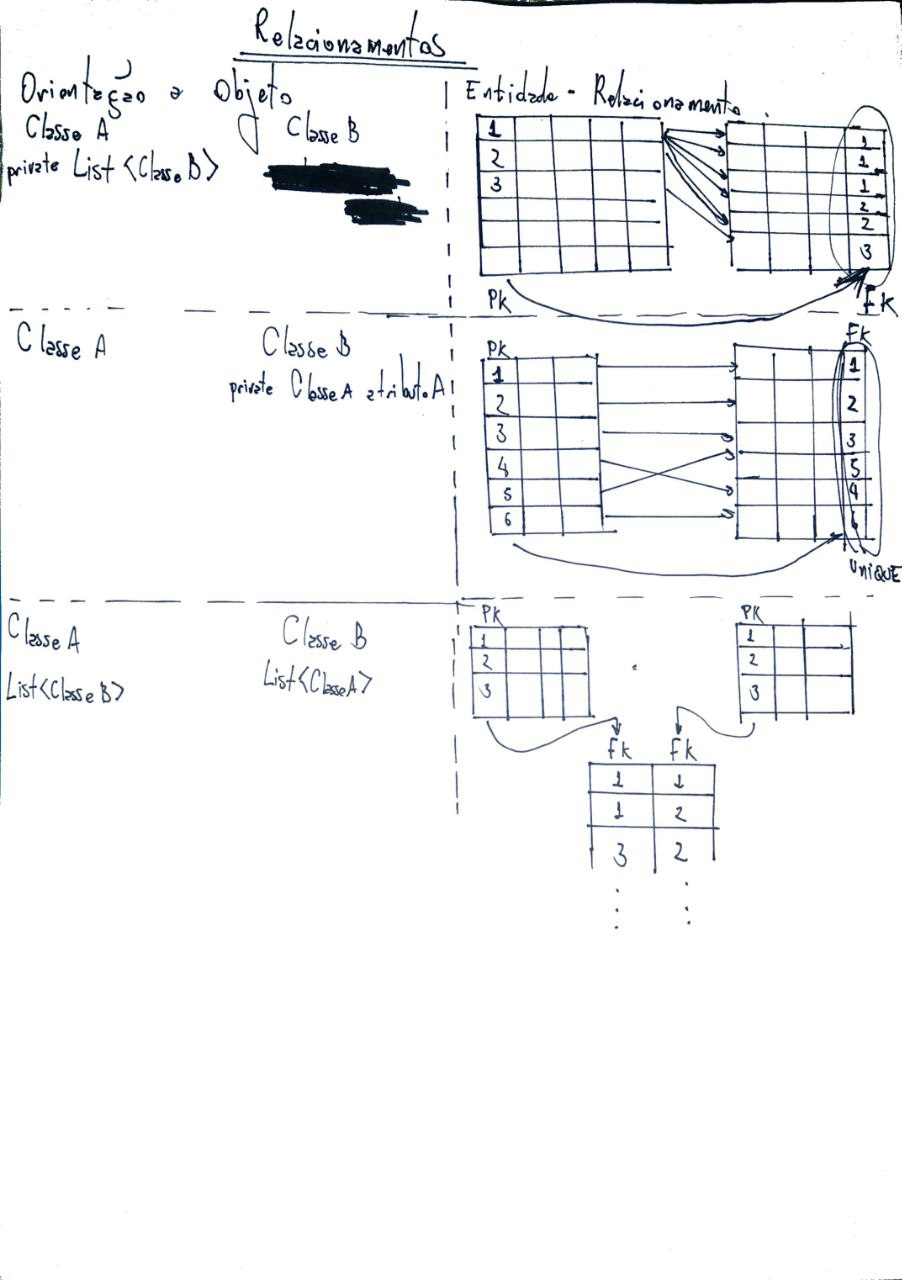 Relacionamentos
Orientação a Objeto
Entidade - Relacionamento
Classe A
Classe B
private List <Classe B>
1
2
3
1
1
1
2
2
3
PK
FK
Classe A
Classe B
private Classe A atributoA
PK
FK
1
2
3
4
5
6
1
2
3
5
4
6
UNIQUE
Classe A
Classe B
List<Classe B>
List<ClasseA>
PK
1
2
3
PK
1
2
3
FK FK
1 1
1 2
3 2